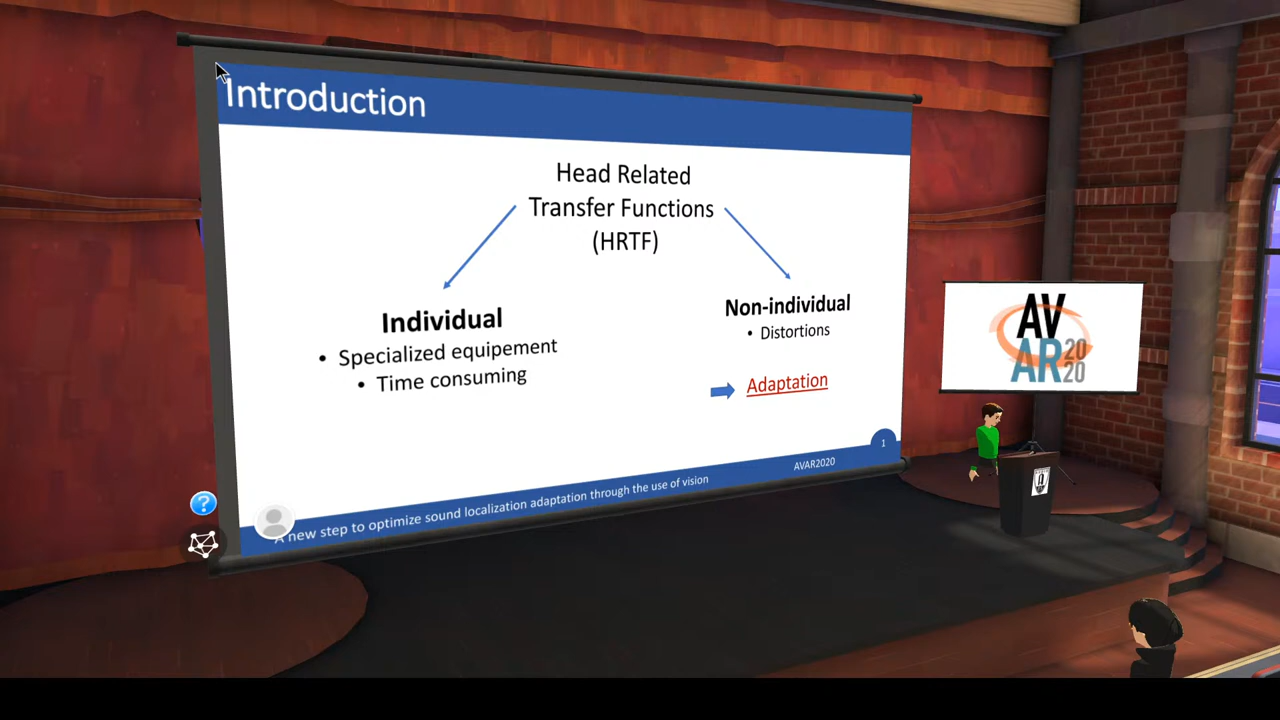 Introduction
Head Related
Transfer Functions
(HRTF)
Individual
• Specialized equipement
• Time consuming
Non-individual
• Distortions
Adaptation
1
AVAR2020
A new step to optimize sound localization adaptation through the use of vision
AV
AR 20
20
?